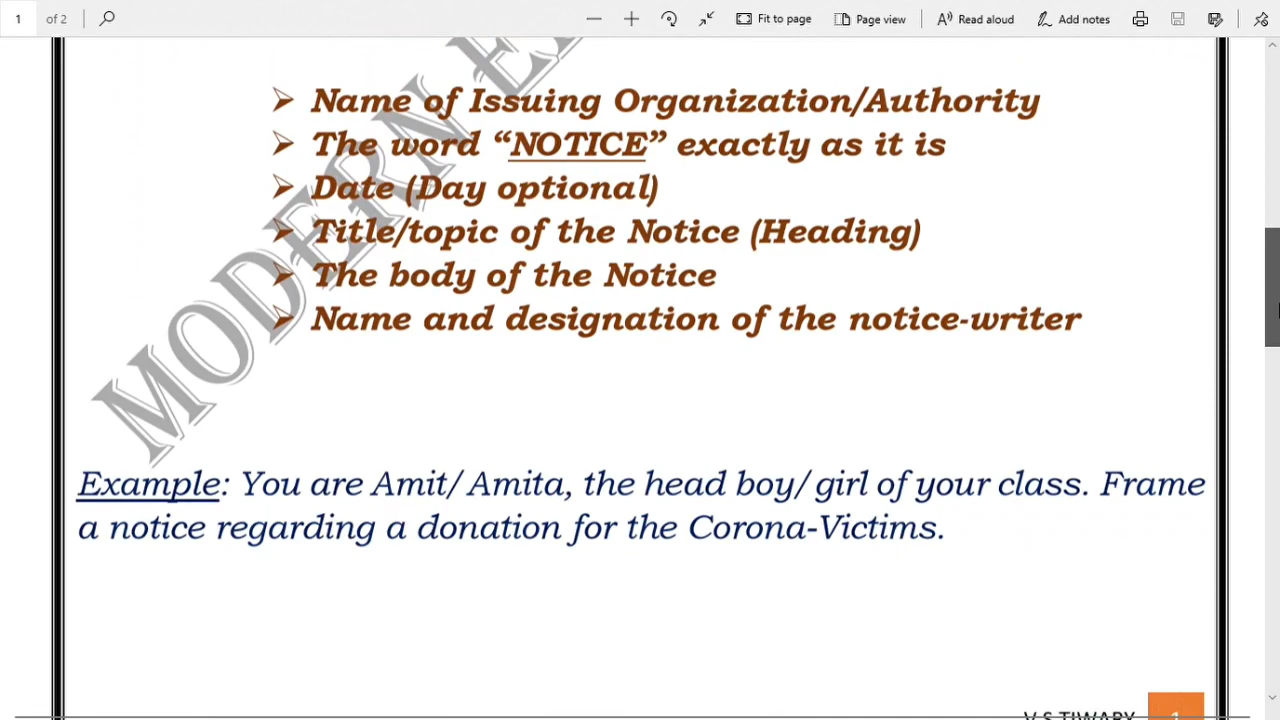 1 of 2 Fit to page Page view Read aloud Add notes
Name of Issuing Organization/Authority
The word “NOTICE” exactly as it is
Date (Day optional)
Title/topic of the Notice (Heading)
The body of the Notice
Name and designation of the notice-writer
MODERN
Example: You are Amit/ Amita, the head boy/ girl of your class. Frame
a notice regarding a donation for the Corona-Victims.
V S TIWARY 1